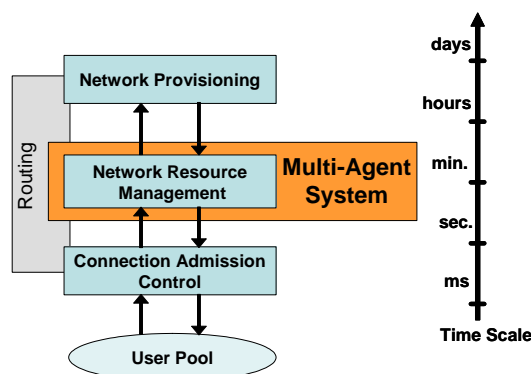 Network Provisioning
Routing
Network Resource
Management
Multi-Agent
System
Connection Admission
Control
User Pool
days
hours
min.
sec.
ms
Time Scale